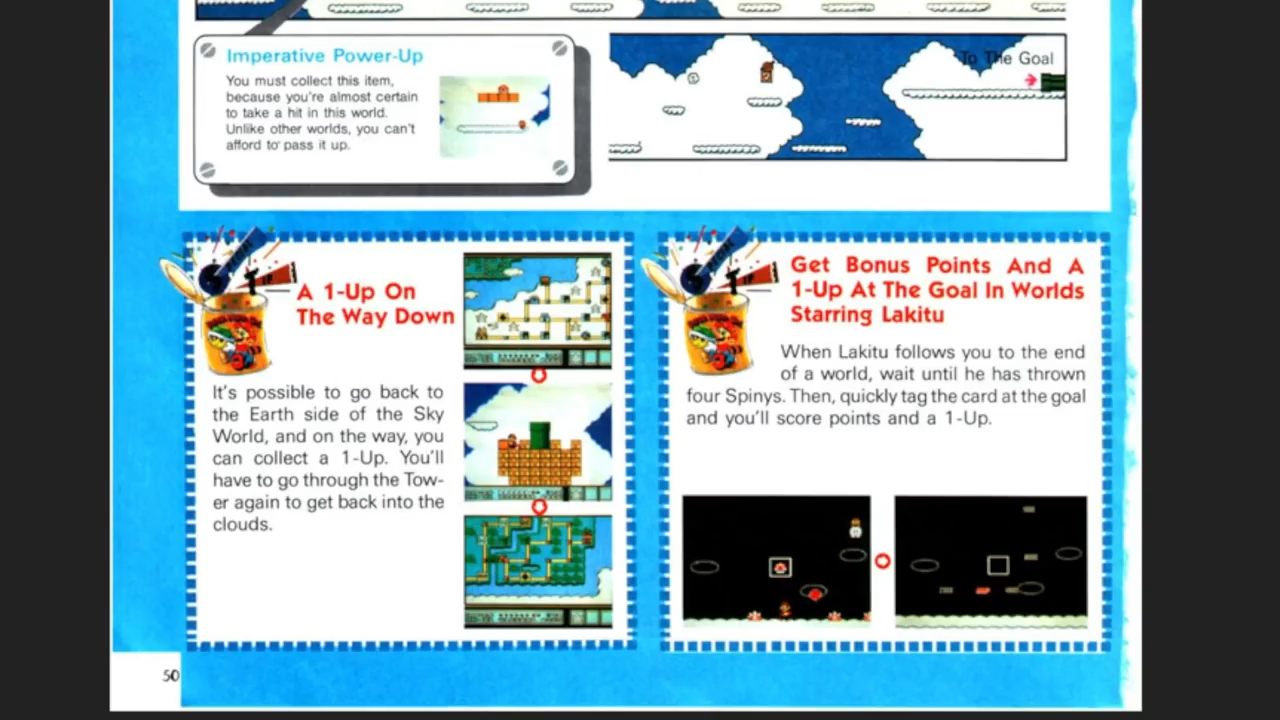 Imperative Power-Up
You must collect this item,
because you're almost certain
to take a hit in this world.
Unlike other worlds, you can't
afford to pass it up.
To The Goal
A 1-Up On
The Way Down
It's possible to go back to
the Earth side of the Sky
World, and on the way, you
can collect a 1-Up. You'll
have to go through the Tow-
er again to get back into the
clouds.
Get Bonus Points And A
1-Up At The Goal In Worlds
Starring Lakitu
When Lakitu follows you to the end
of a world, wait until he has thrown
four Spinys. Then, quickly tag the card at the goal
and you'll score points and a 1-Up.
50